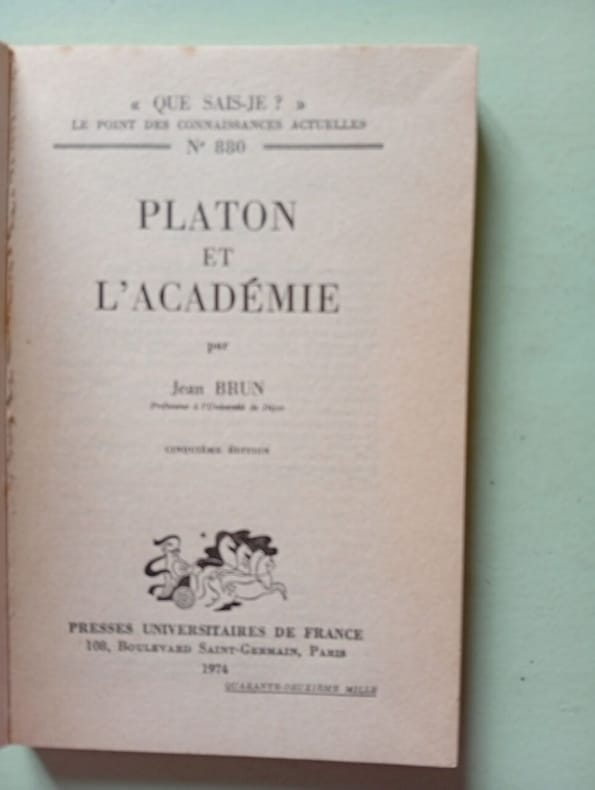 « QUE SAIS-JE ? »
LE POINT DES CONNAISSANCES ACTUELLES
N° 880
PLATON
ET
L'ACADÉMIE
par
Jean BRUN
Professeur à l'Université de Dijon
CINQUIÈME ÉDITION
PRESSES UNIVERSITAIRES DE FRANCE
108, BOULEVARD SAINT-GERMAIN, PARIS
1974
QUARANTE-DEUXIÈME MILLE